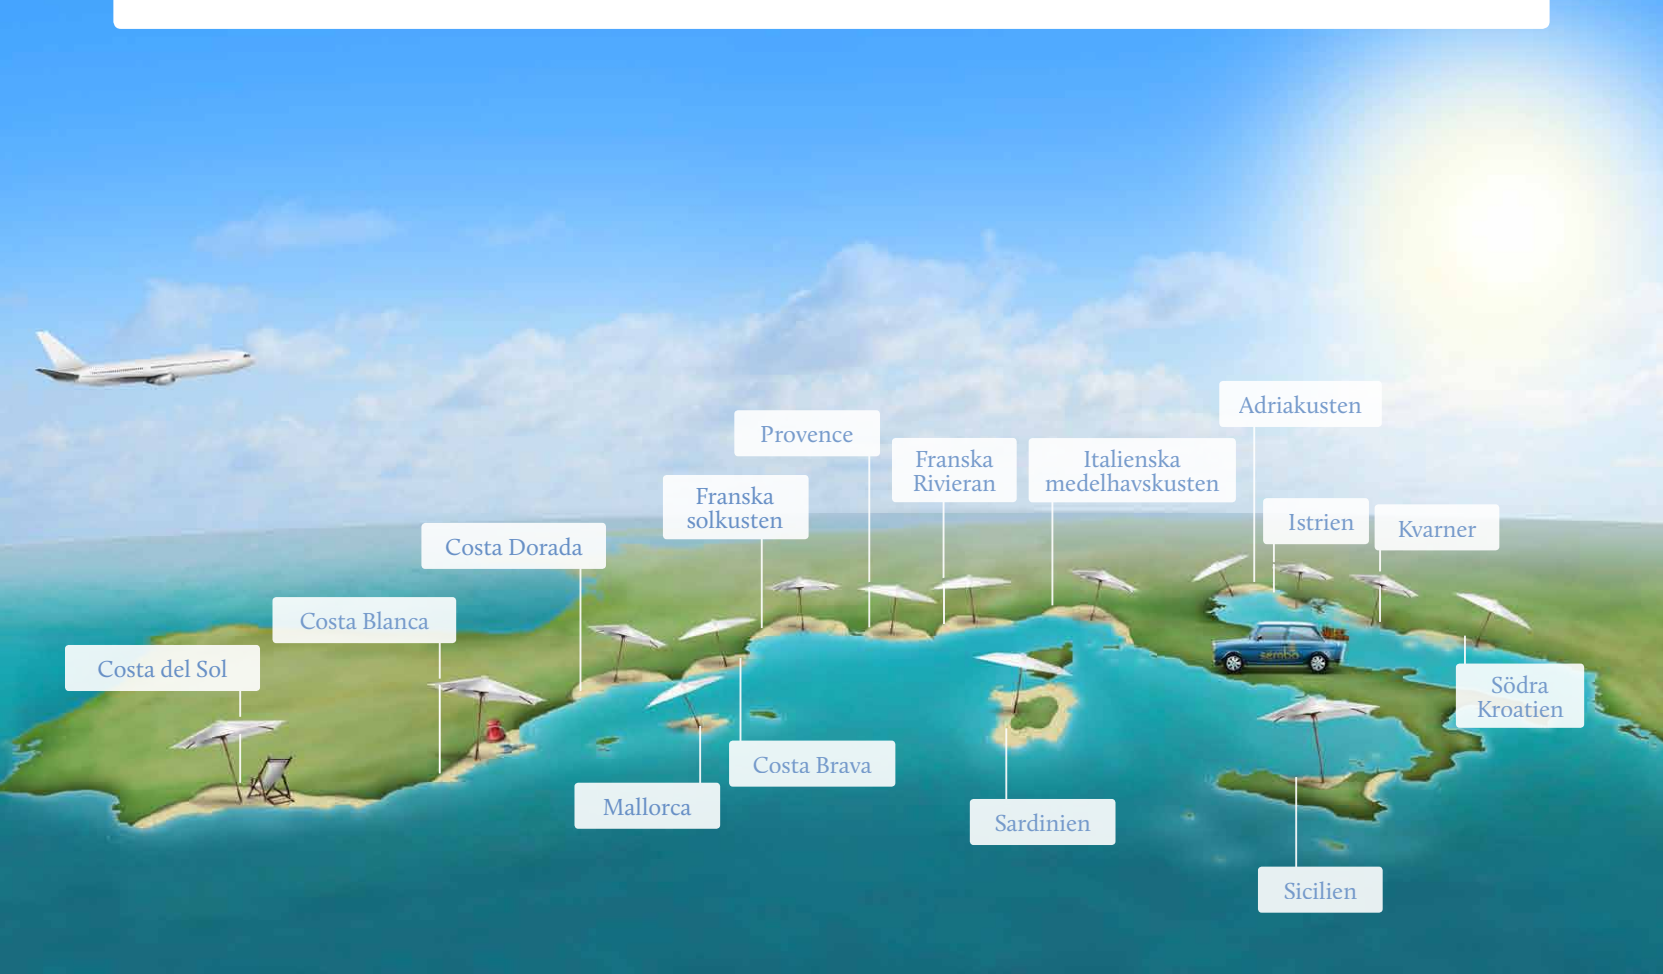 Adriakusten
Provence
Franska
Rivieran
Italienska
medelhavskusten
Franska
solkusten
Istrien
Kvarner
Costa Dorada
Costa Blanca
sembo
Costa del Sol
Södra
Kroatien
Costa Brava
Mallorca
Sardinien
Sicilien